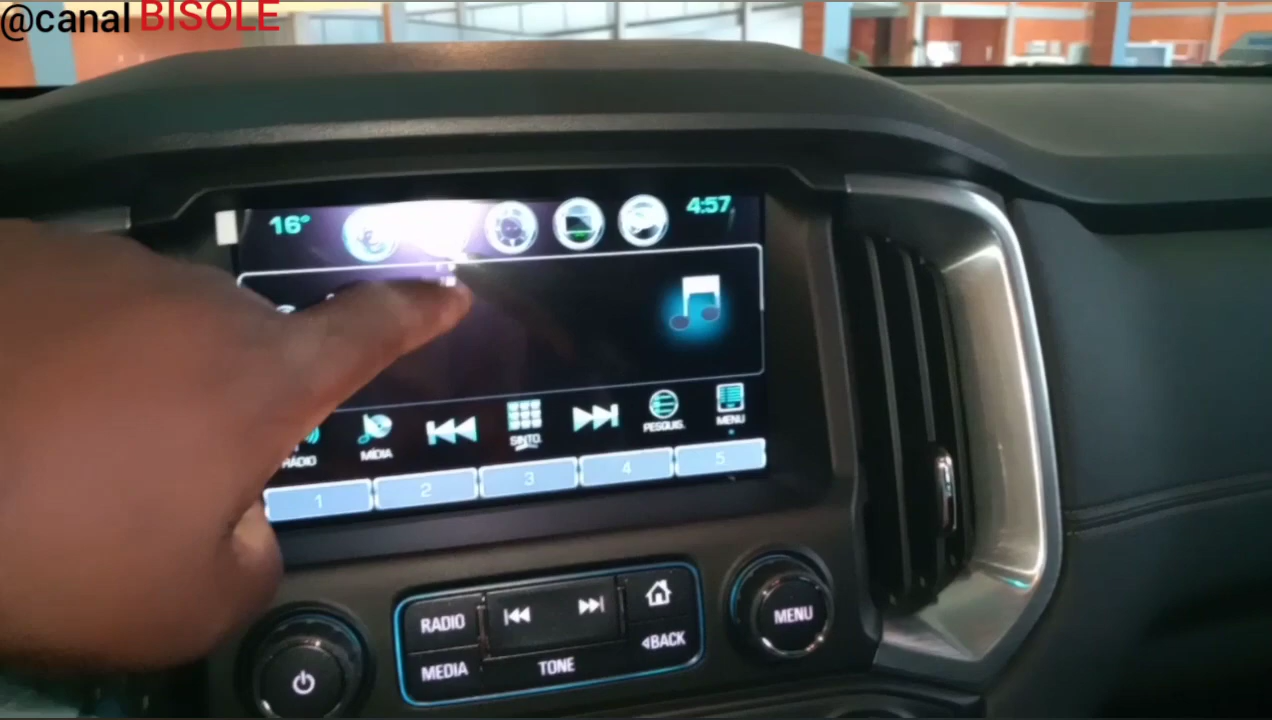 @canal BISOLE
16°
4:57
RÁDIO
MÍDIA
SINTO.
PESQUIS.
MENU
1
2
3
4
5
RADIO
MEDIA
TONE
BACK
MENU